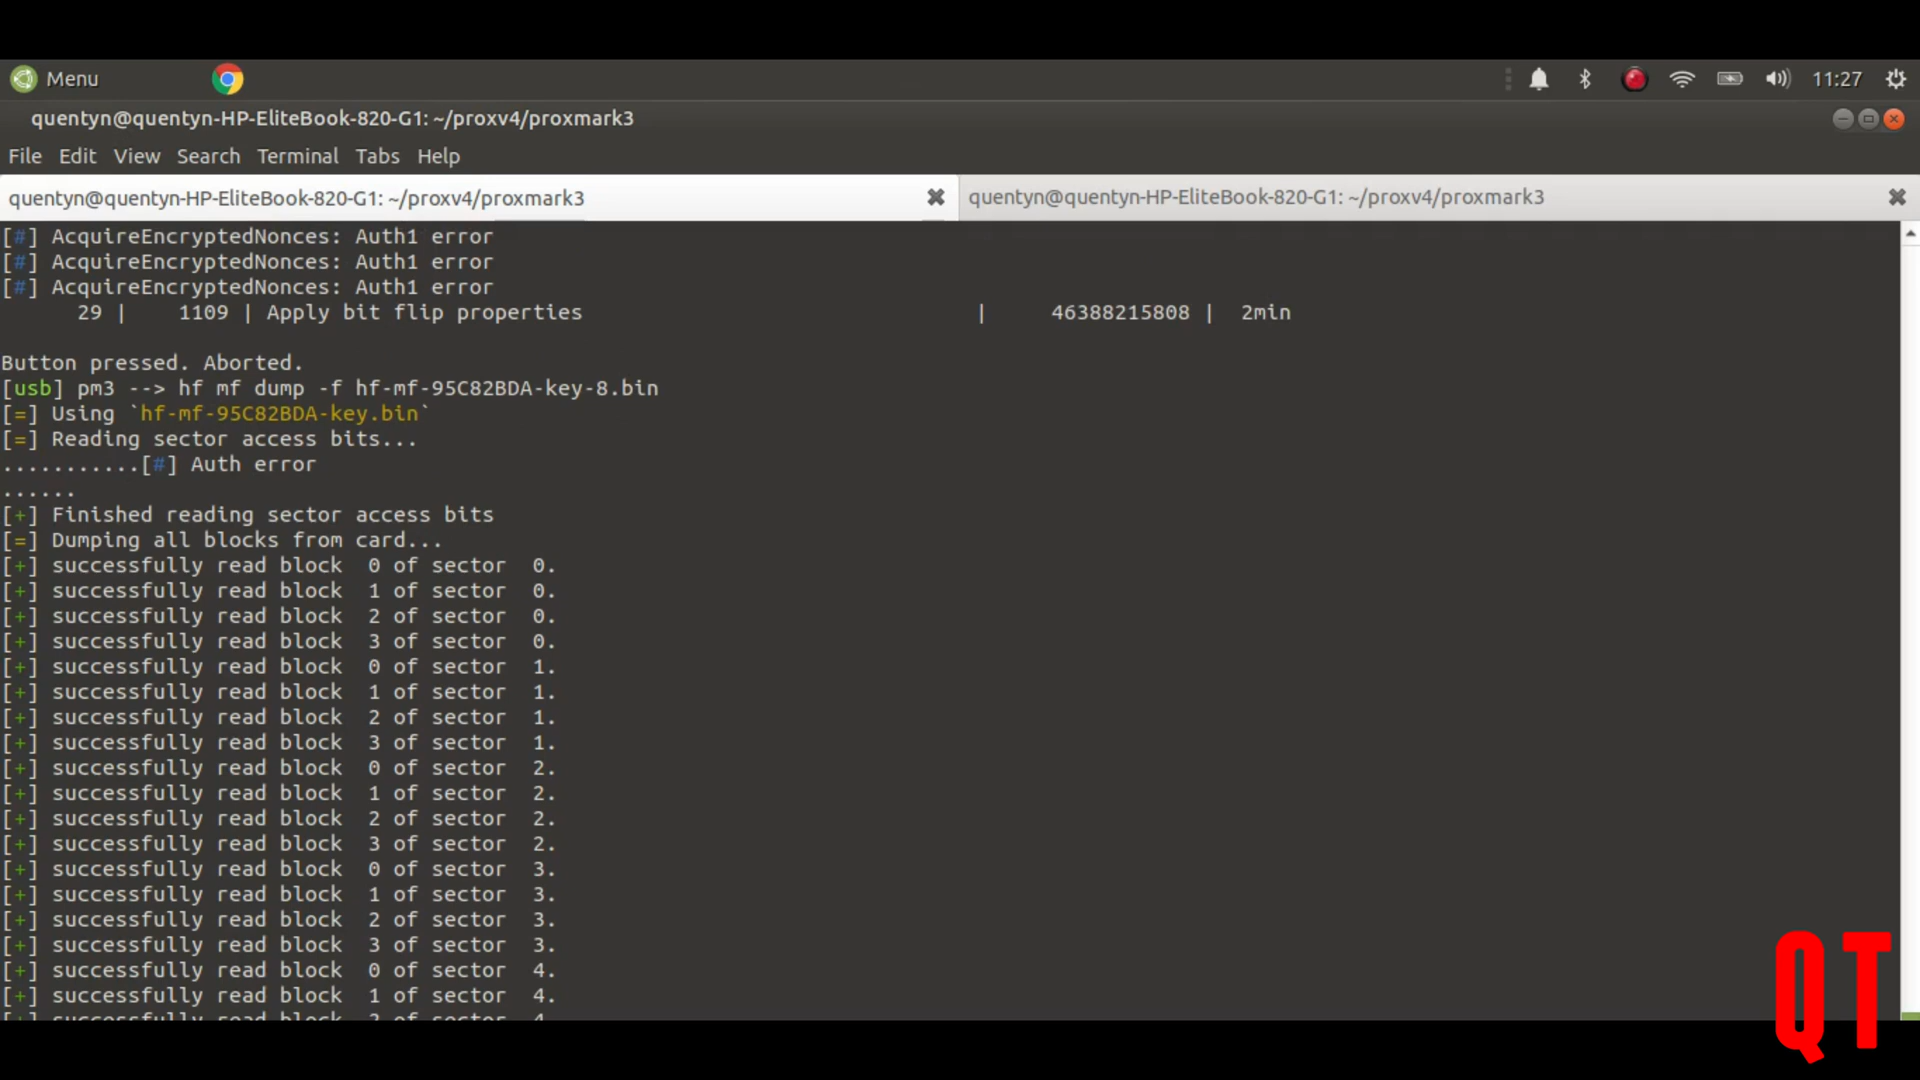 Menu
11:27
quentyn@quentyn-HP-EliteBook-820-G1: ~/proxv4/proxmark3
File Edit View Search Terminal Tabs Help
quentyn@quentyn-HP-EliteBook-820-G1: ~/proxv4/proxmark3
quentyn@quentyn-HP-EliteBook-820-G1: ~/proxv4/proxmark3
[#] AcquireEncryptedNonces: Auth1 error
[#] AcquireEncryptedNonces: Auth1 error
[#] AcquireEncryptedNonces: Auth1 error
29 | 1109 | Apply bit flip properties | 46388215808 | 2min
Button pressed. Aborted.
[usb] pm3 --> hf mf dump -f hf-mf-95C82BDA-key-8.bin
[=] Using `hf-mf-95C82BDA-key.bin`
[=] Reading sector access bits...
...........[#] Auth error
......
[+] Finished reading sector access bits
[=] Dumping all blocks from card...
[+] successfully read block 0 of sector 0.
[+] successfully read block 1 of sector 0.
[+] successfully read block 2 of sector 0.
[+] successfully read block 3 of sector 0.
[+] successfully read block 0 of sector 1.
[+] successfully read block 1 of sector 1.
[+] successfully read block 2 of sector 1.
[+] successfully read block 3 of sector 1.
[+] successfully read block 0 of sector 2.
[+] successfully read block 1 of sector 2.
[+] successfully read block 2 of sector 2.
[+] successfully read block 3 of sector 2.
[+] successfully read block 0 of sector 3.
[+] successfully read block 1 of sector 3.
[+] successfully read block 2 of sector 3.
[+] successfully read block 3 of sector 3.
[+] successfully read block 0 of sector 4.
[+] successfully read block 1 of sector 4.
[+] successfully read block 2 of sector 4
QT